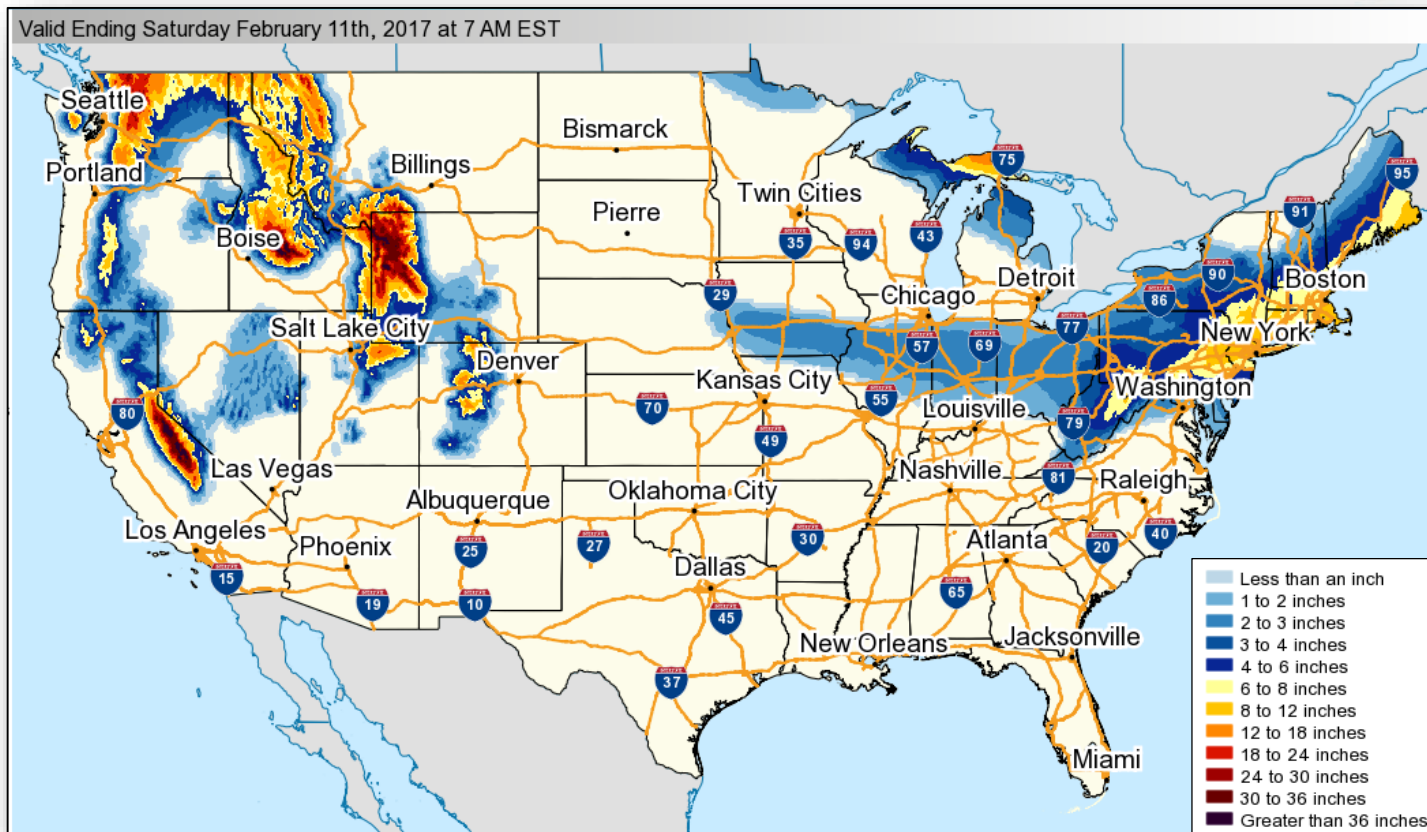 Valid Ending Saturday February 11th, 2017 at 7 AM EST
Seattle
Bismarck
75
Portland
Billings
Twin Cities
95
Pierre
35
94
43
91
Boise
Detroit
90
29
Chicago
86
Boston
Salt Lake City
57
69
77
New York
Denver
Kansas City
Washington
80
70
55
Louisville
79
49
Las Vegas
Nashville
81
Albuquerque
Oklahoma City
Raleigh
Los Angeles
Phoenix
25
27
30
Atlanta
20
40
15
Dallas
65
19
10
45
New Orleans
Jacksonville
37
Miami
Less than an inch
1 to 2 inches
2 to 3 inches
3 to 4 inches
4 to 6 inches
6 to 8 inches
8 to 12 inches
12 to 18 inches
18 to 24 inches
24 to 30 inches
30 to 36 inches
Greater than 36 inches